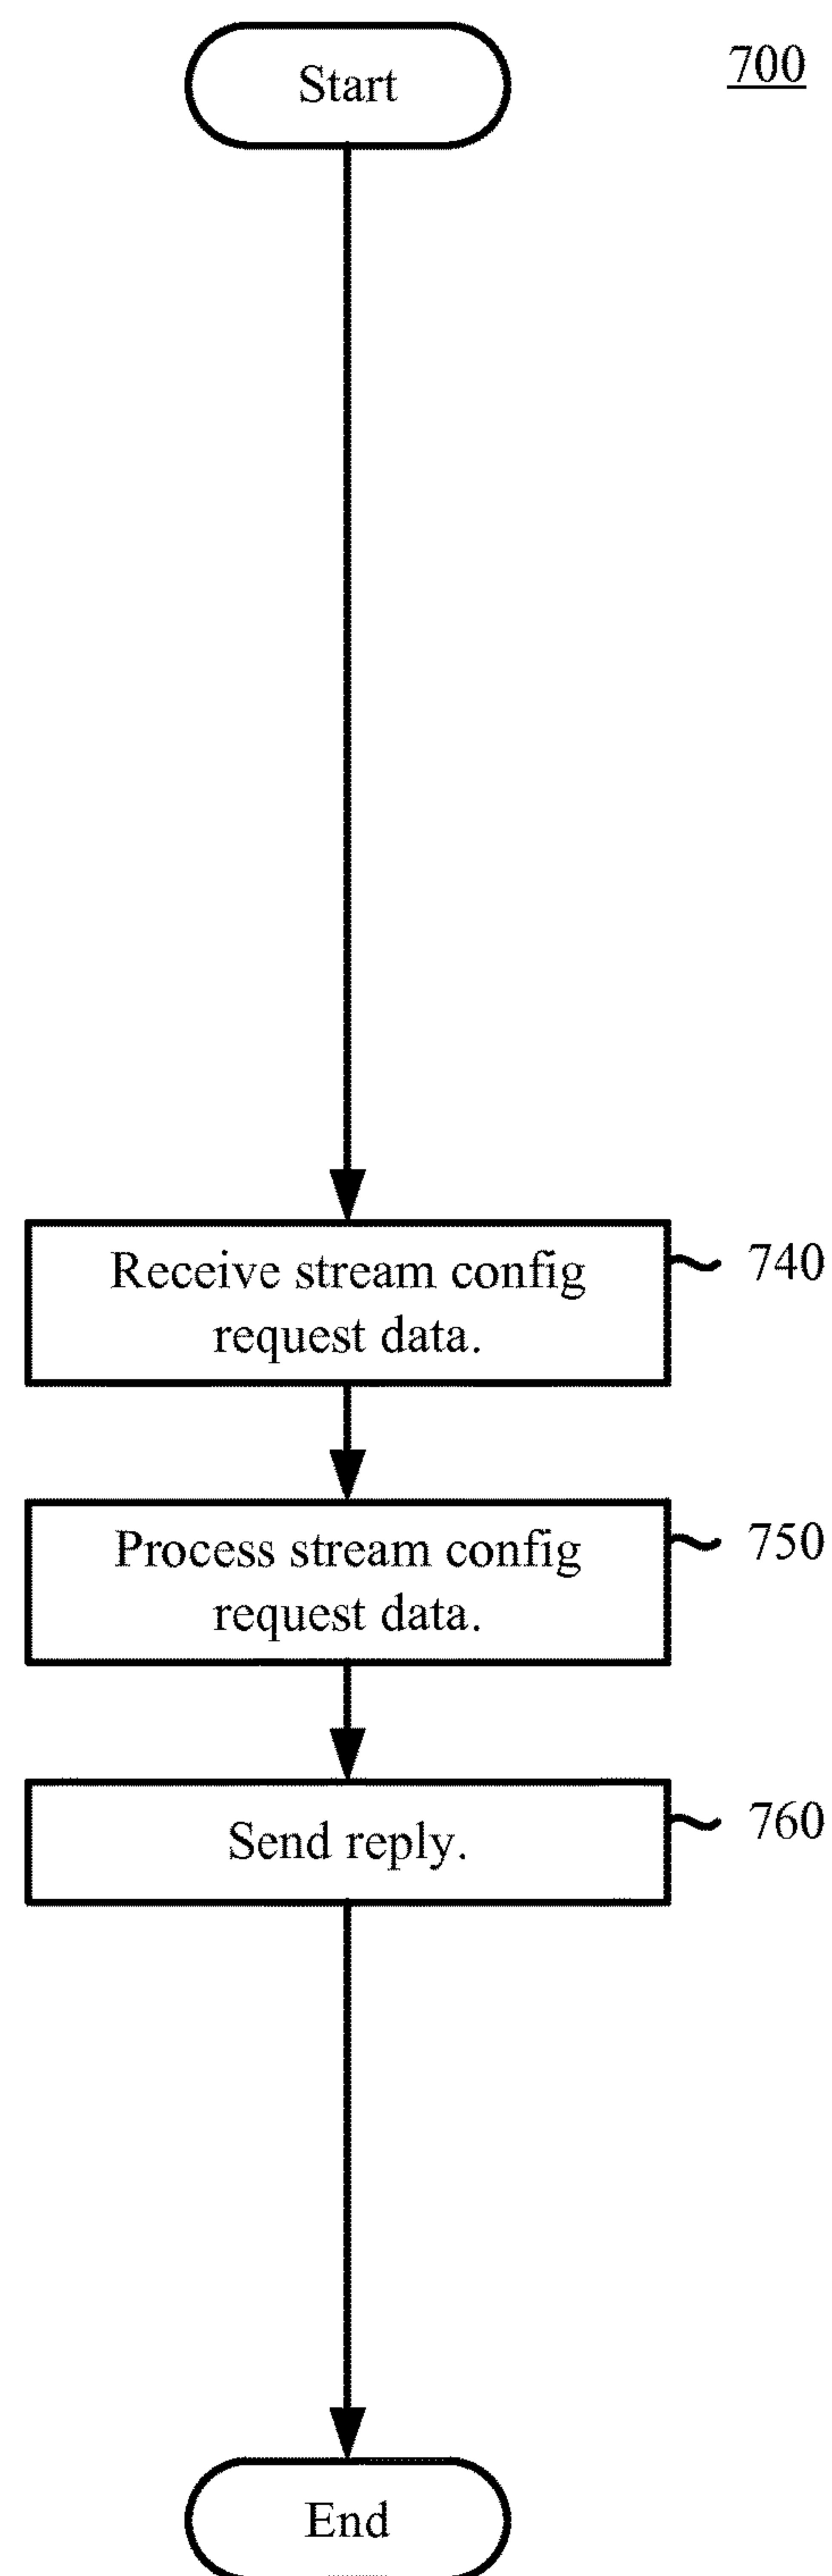 Start
700
Receive stream config
request data.
740
Process stream config
request data.
750
Send reply.
760
End